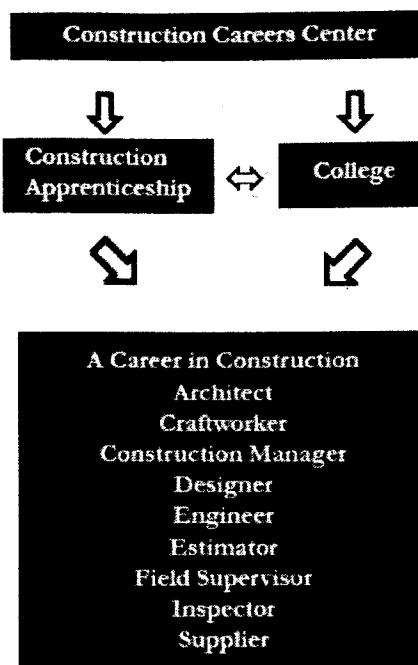 Construction Careers Center
Construction
Apprenticeship
College
A Career in Construction
Architect
Craftworker
Construction Manager
Designer
Engineer
Estimator
Field Supervisor
Inspector
Supplier